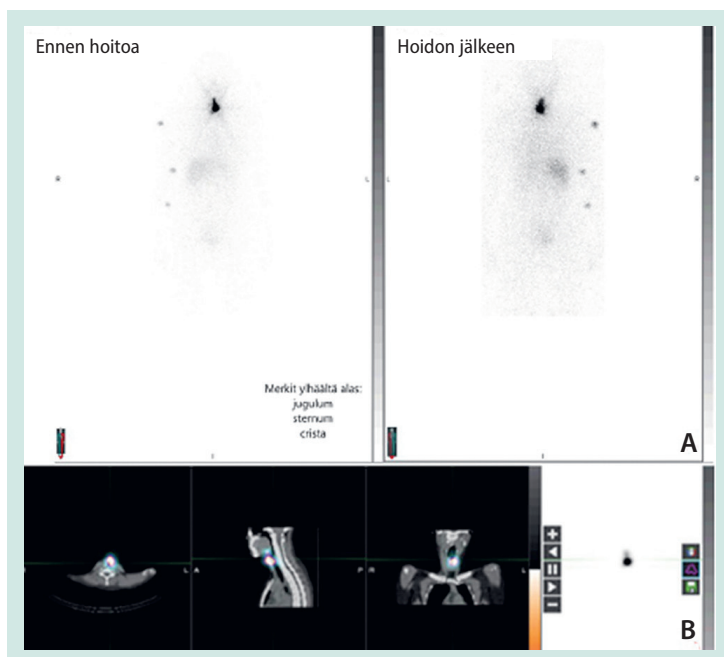 Ennen hoitoa
Hoidon jälkeen
R
L
L
R
Merkit ylhäältä alas:
jugulum
sternum
crista
A
L
A
P
R
L
B